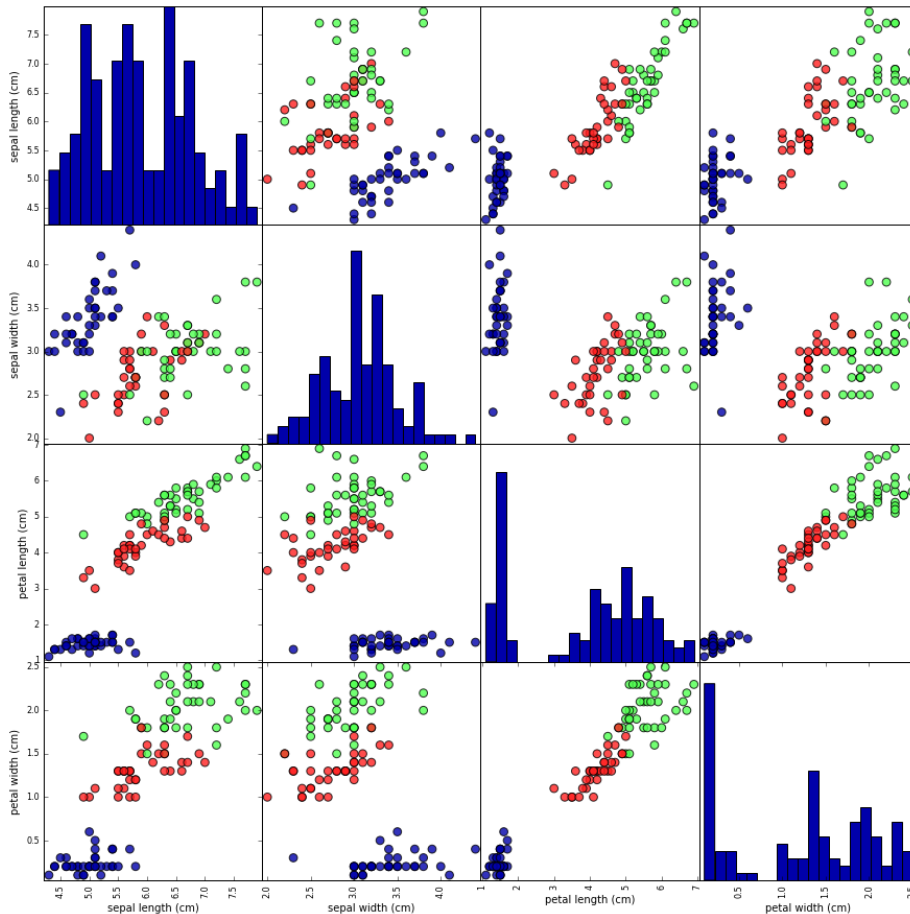 sepal length (cm)
8.0
7.5
7.0
6.5
6.0
5.5
5.0
4.5
sepal width (cm)
4.0
3.5
3.0
2.5
2.0
petal length (cm)
7
6
5
4
3
2
1
petal width (cm)
2.5
2.0
1.5
1.0
0.5
4.5 5.0 5.5 6.0 6.5 7.0 7.5
sepal length (cm)
2.0 2.5 3.0 3.5 4.0
sepal width (cm)
1 2 3 4 5 6 7
petal length (cm)
0.5 1.0 1.5 2.0 2.5
petal width (cm)